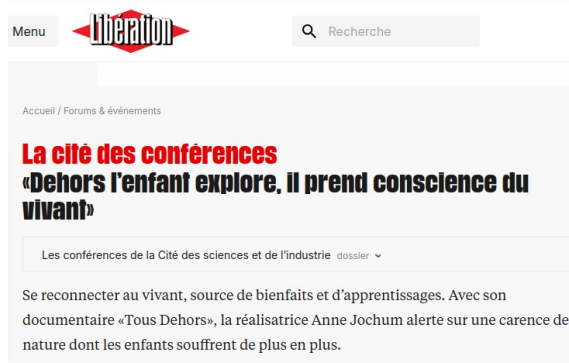 Menu
Libération
Recherche
Accueil / Forums & événements
La cité des conférences
«Dehors l’enfant explore, il prend conscience du
vivant»
Les conférences de la Cité des sciences et de l’industrie dossier
Se reconnecter au vivant, source de bienfaits et d’apprentissages. Avec son
documentaire «Tous Dehors», la réalisatrice Anne Jochum alerte sur une carence de
nature dont les enfants souffrent de plus en plus.